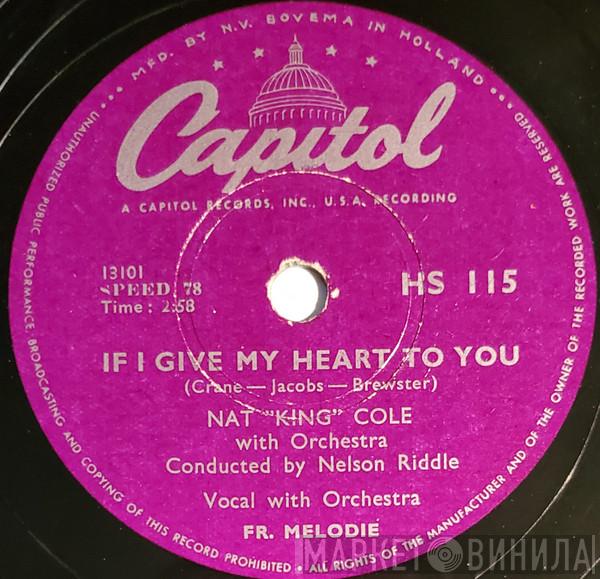 ••• MFD. BY N.V. BOVEMA IN HOLLAND •••
Capitol
A CAPITOL RECORDS, INC., U.S.A. RECORDING
13101
SPEED 78
Time : 2:58
HS 115
IF I GIVE MY HEART TO YOU
(Crane — Jacobs — Brewster)
NAT "KING" COLE
with Orchestra
Conducted by Nelson Riddle
Vocal with Orchestra
FR. MELODIE
UNAUTHORIZED PUBLIC PERFORMANCE, BROADCASTING AND COPYING OF THIS RECORD PROHIBITED • ALL RIGHTS OF THE MANUFACTURER AND OF THE OWNER OF THE RECORDED WORK ARE RESERVED
МАРКЕТ ВИНИЛА